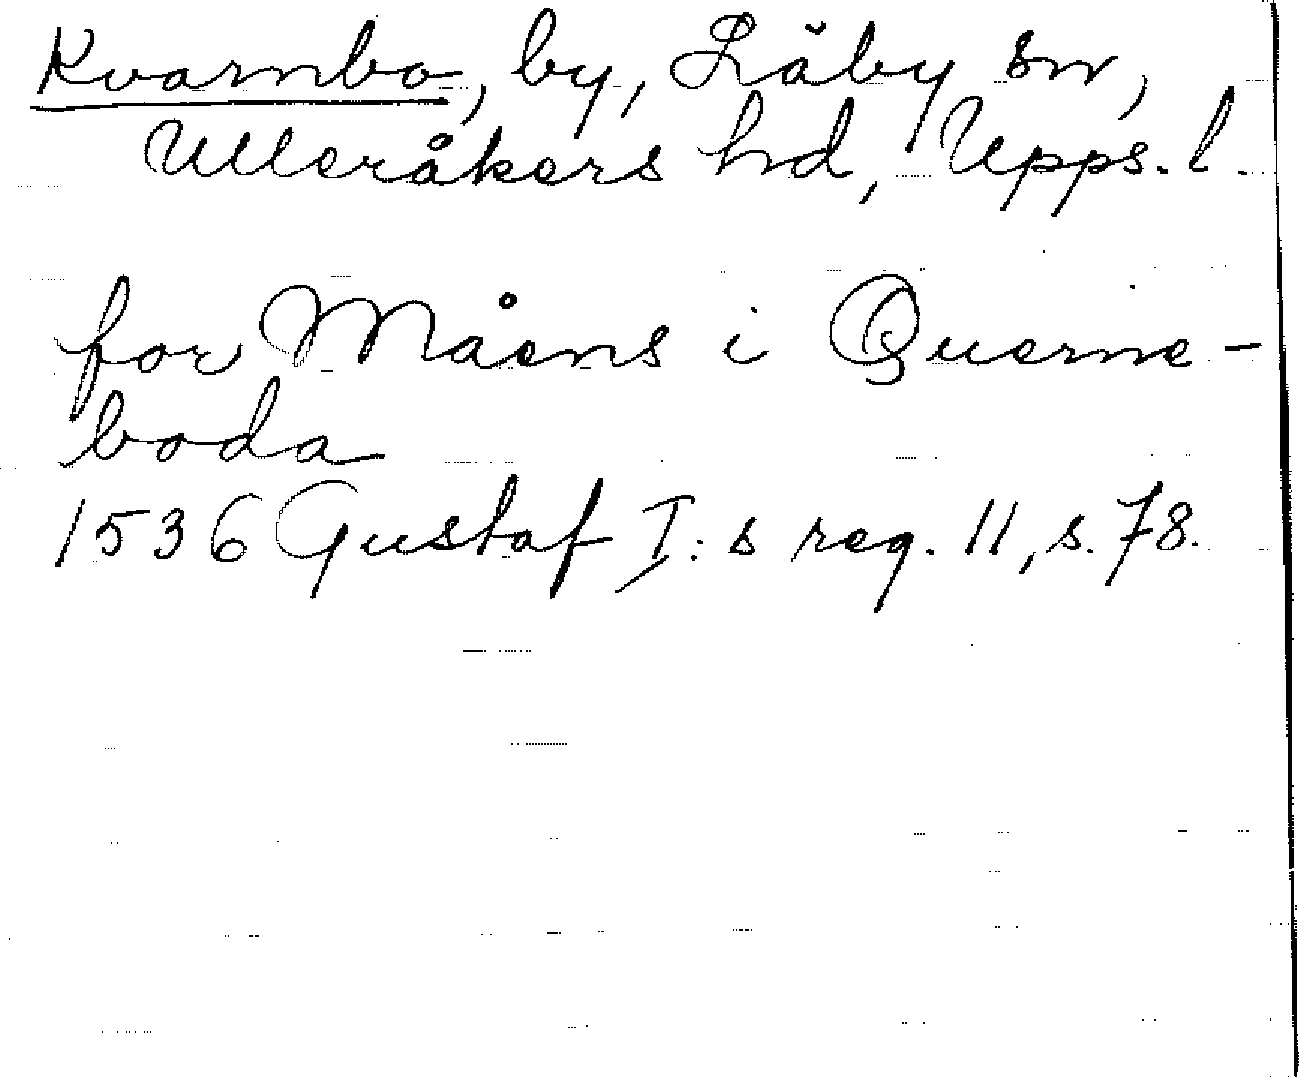 Kvarnbo, by, Läby sn,
Ulleråkers hd, Upps. l.
for Måens i Querne-
boda
1536 Gustaf I:s reg. 11, s. 78.